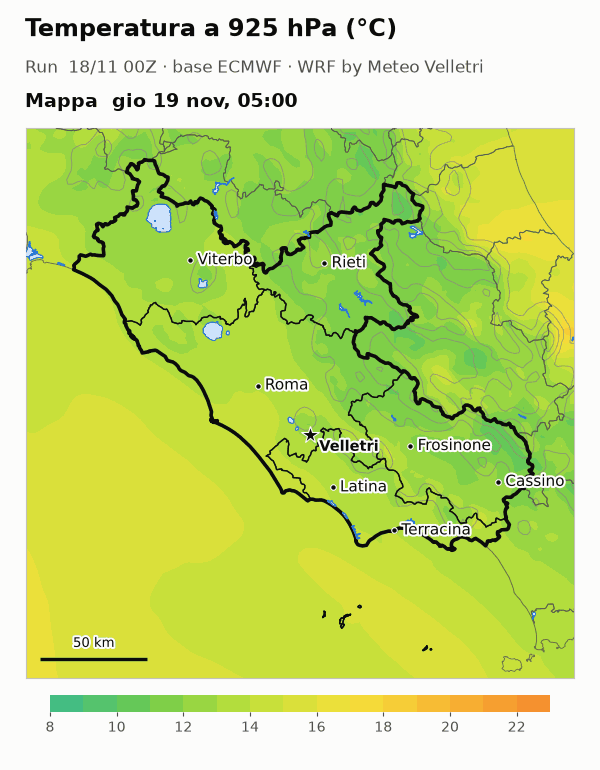 Temperatura a 925 hPa (°C)
Run  18/11 00Z · base ECMWF · WRF by Meteo Velletri
Mappa  gio 19 nov, 05:00
Viterbo
Rieti
Roma
Velletri
Frosinone
Cassino
Latina
Terracina
50 km
8 10 12 14 16 18 20 22